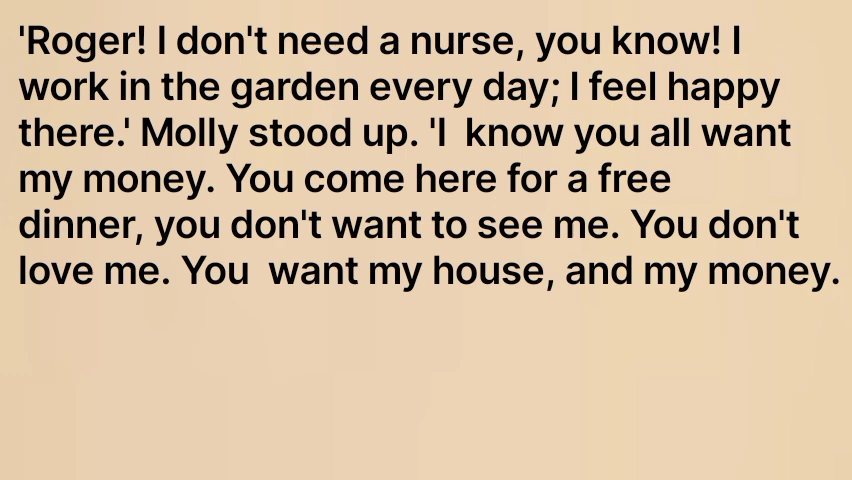 'Roger! I don't need a nurse, you know! I
work in the garden every day; I feel happy
there.' Molly stood up. 'I  know you all want
my money. You come here for a free
dinner, you don't want to see me. You don't
love me. You  want my house, and my money.